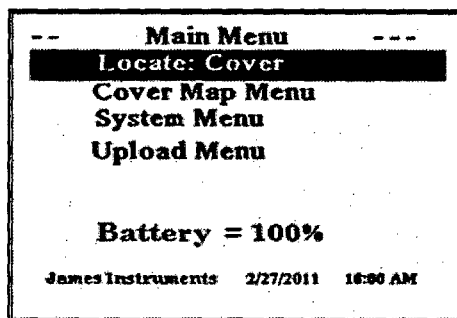 -- Main Menu ---
Locate: Cover
Cover Map Menu
System Menu
Upload Menu
Battery = 100%
James Instruments 2/27/2011 16:00 AM